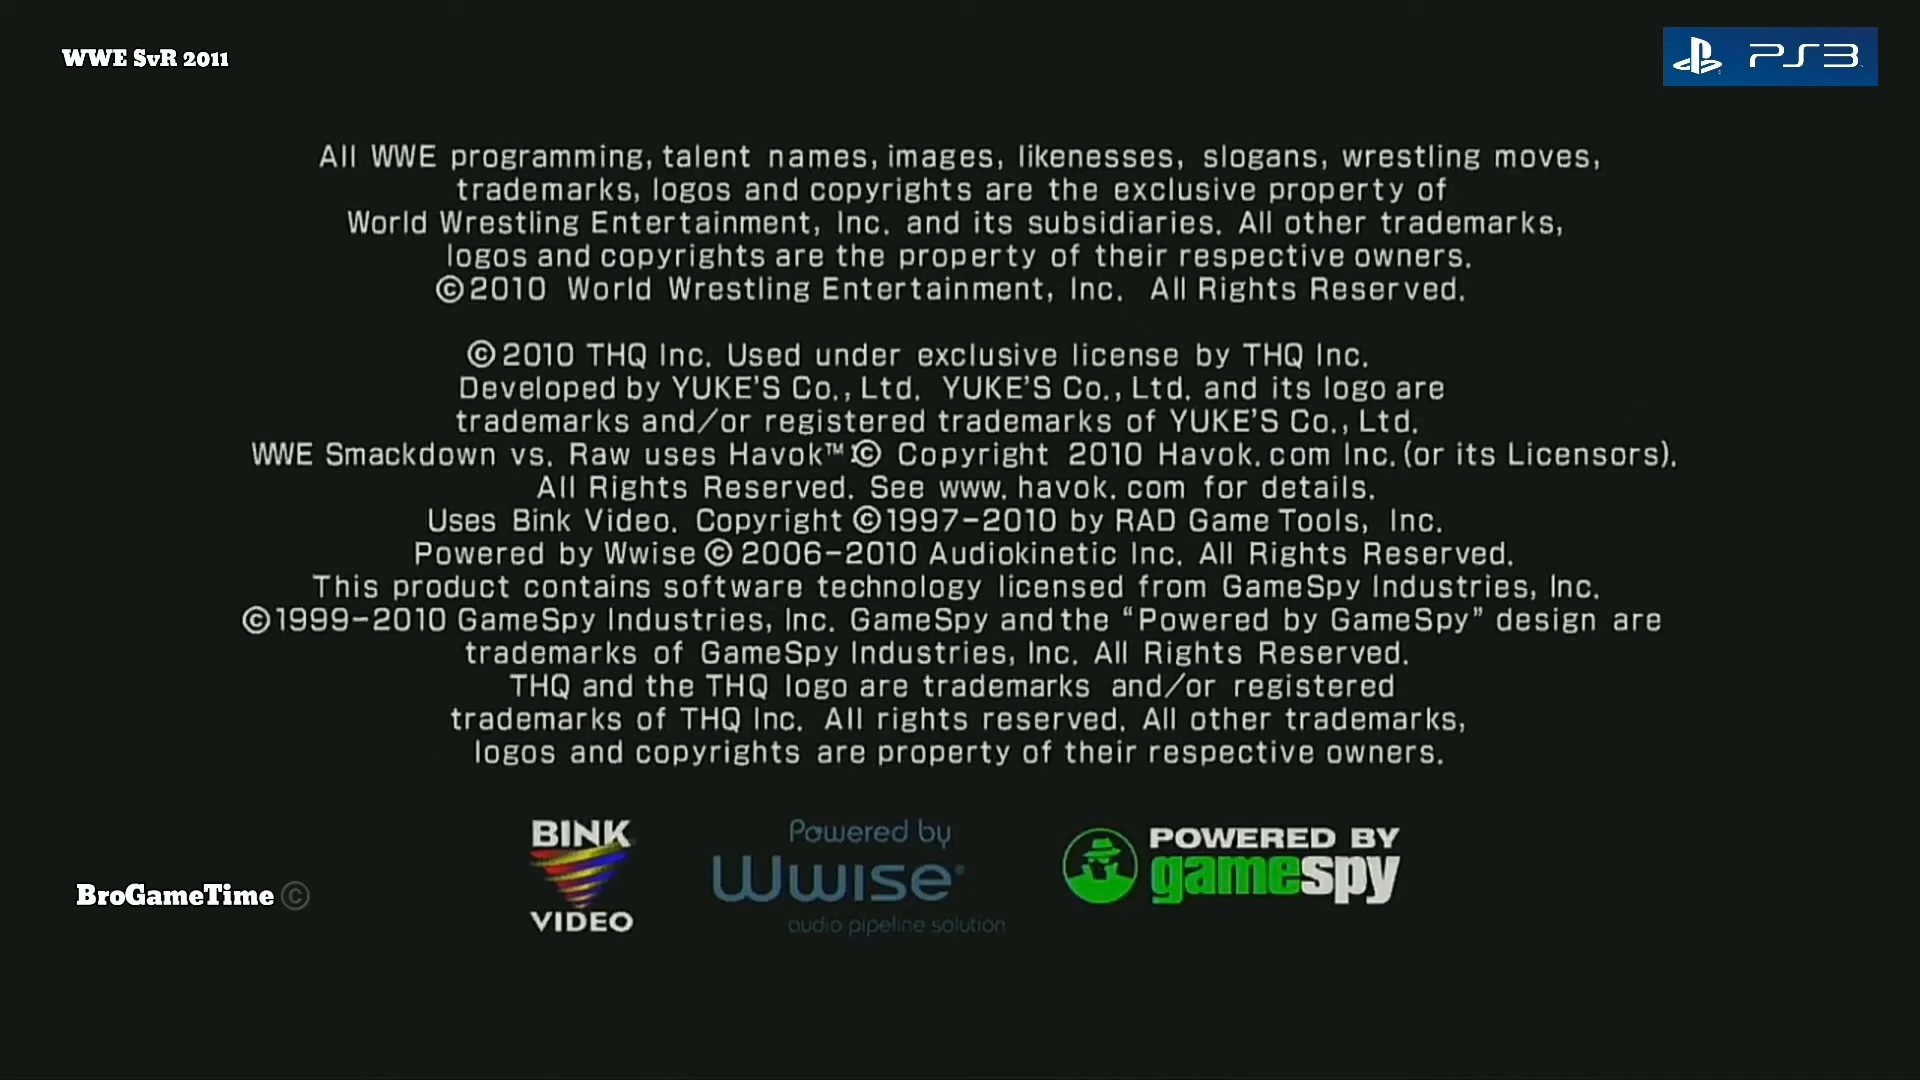 WWE SvR 2011
PS3
All WWE programming, talent names, images, likenesses, slogans, wrestling moves,
trademarks, logos and copyrights are the exclusive property of
World Wrestling Entertainment, Inc. and its subsidiaries. All other trademarks,
logos and copyrights are the property of their respective owners.
©2010 World Wrestling Entertainment, Inc. All Rights Reserved.
©2010 THQ Inc. Used under exclusive license by THQ Inc.
Developed by YUKE'S Co., Ltd. YUKE'S Co., Ltd. and its logo are
trademarks and/or registered trademarks of YUKE'S Co., Ltd.
WWE Smackdown vs. Raw uses Havok™:© Copyright 2010 Havok.com Inc. (or its Licensors).
All Rights Reserved. See www.havok.com for details.
Uses Bink Video. Copyright ©1997-2010 by RAD Game Tools, Inc.
Powered by Wwise © 2006-2010 Audiokinetic Inc. All Rights Reserved.
This product contains software technology licensed from GameSpy Industries, Inc.
©1999-2010 GameSpy Industries, Inc. GameSpy and the “Powered by GameSpy” design are
trademarks of GameSpy Industries, Inc. All Rights Reserved.
THQ and the THQ logo are trademarks and/or registered
trademarks of THQ Inc. All rights reserved. All other trademarks,
logos and copyrights are property of their respective owners.
BINK
VIDEO
Powered by
Wwise
audio pipeline solution
POWERED BY
gamespy
BroGameTime ©